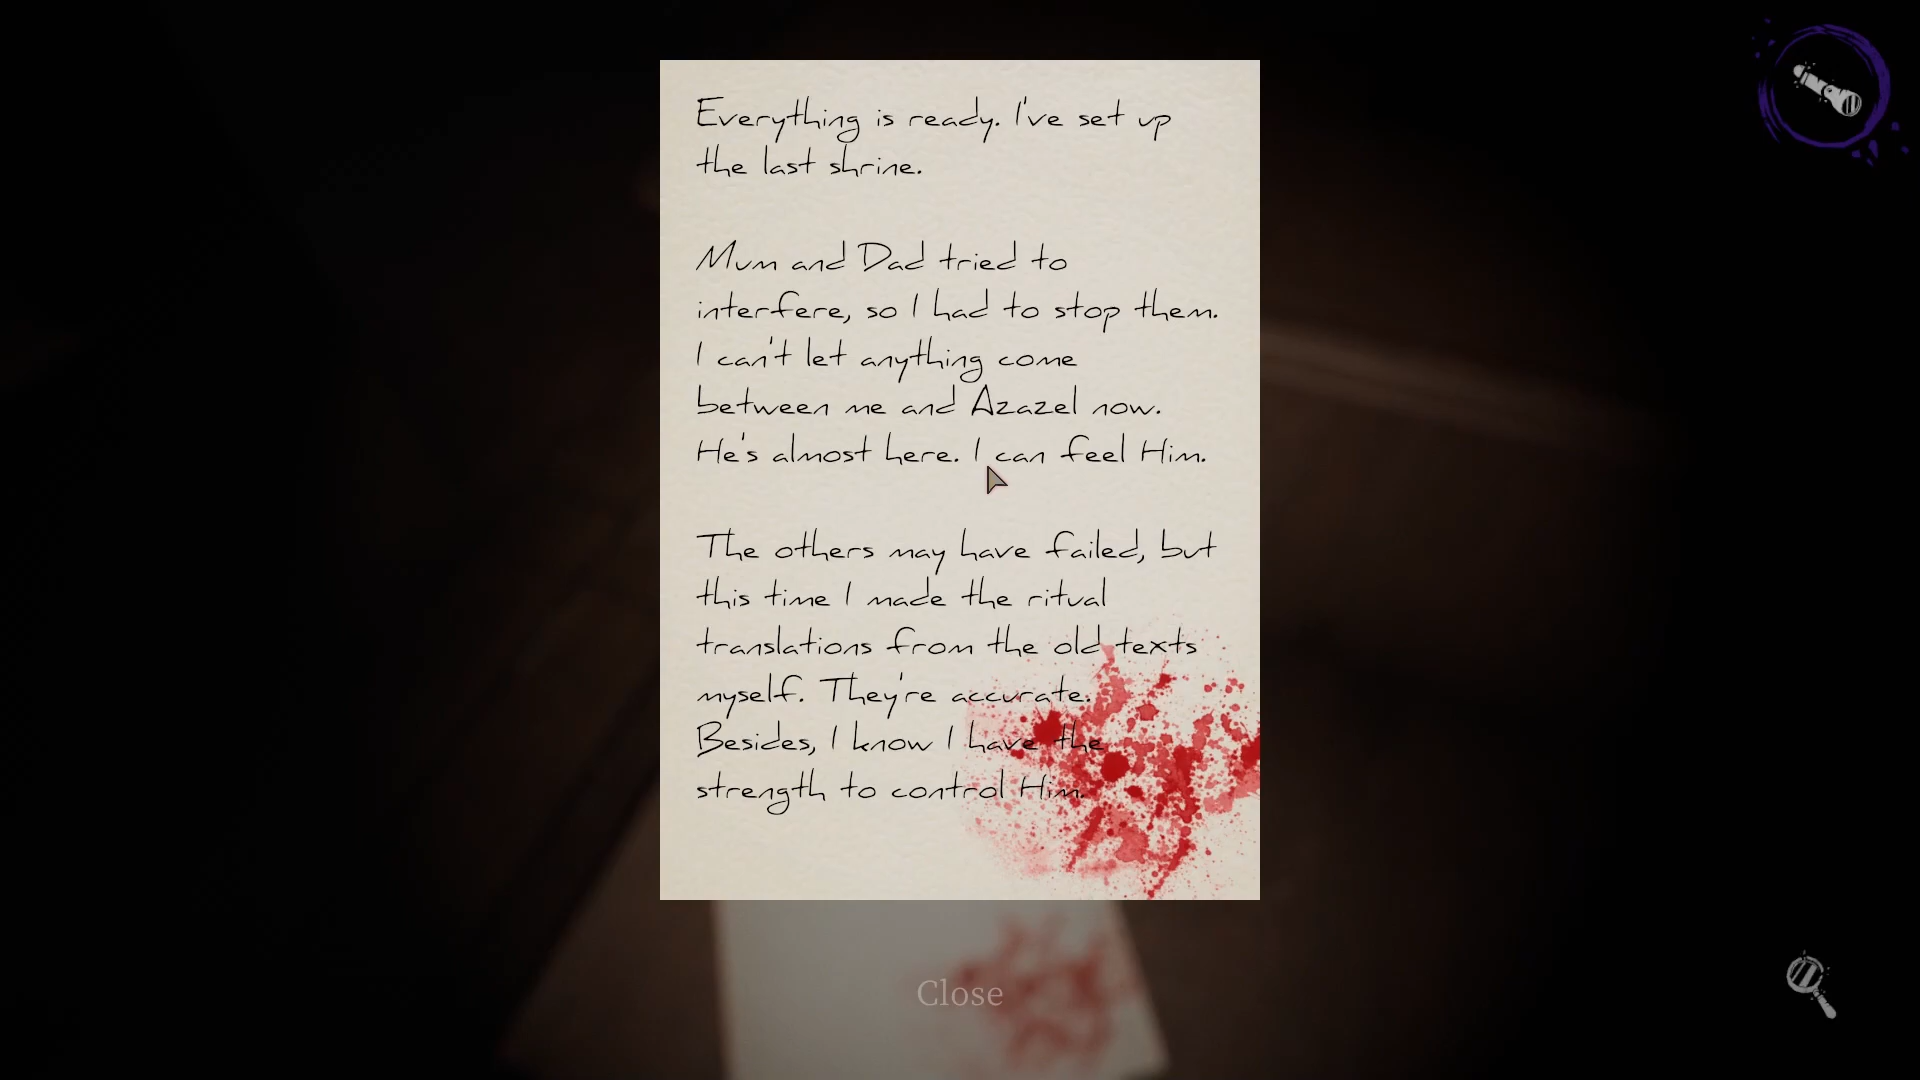 Everything is ready. I've set up
the last shrine.
Mum and Dad tried to
interfere, so I had to stop them.
I can't let anything come
between me and Azazel now.
He's almost here. I can feel Him.
The others may have failed, but
this time I made the ritual
translations from the old texts
myself. They're accurate.
Besides, I know I have the
strength to control Him.
Close